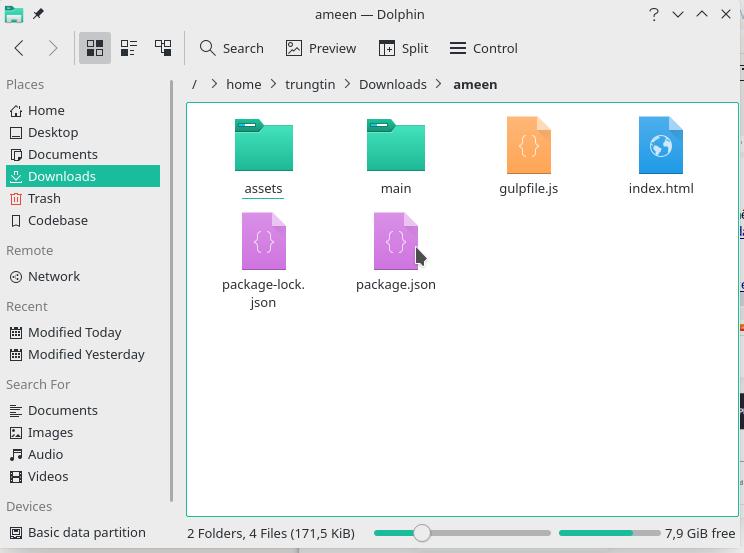 ameen — Dolphin
Search Preview Split Control
Places
/ > home > trungtin > Downloads > ameen
Home
Desktop
Documents
Downloads
Trash
Codebase
Remote
Network
Recent
Modified Today
Modified Yesterday
Search For
Documents
Images
Audio
Videos
Devices
Basic data partition
assets main gulpfile.js index.html
package-lock. package.json
json
2 Folders, 4 Files (171,5 KiB) 7,9 GiB free